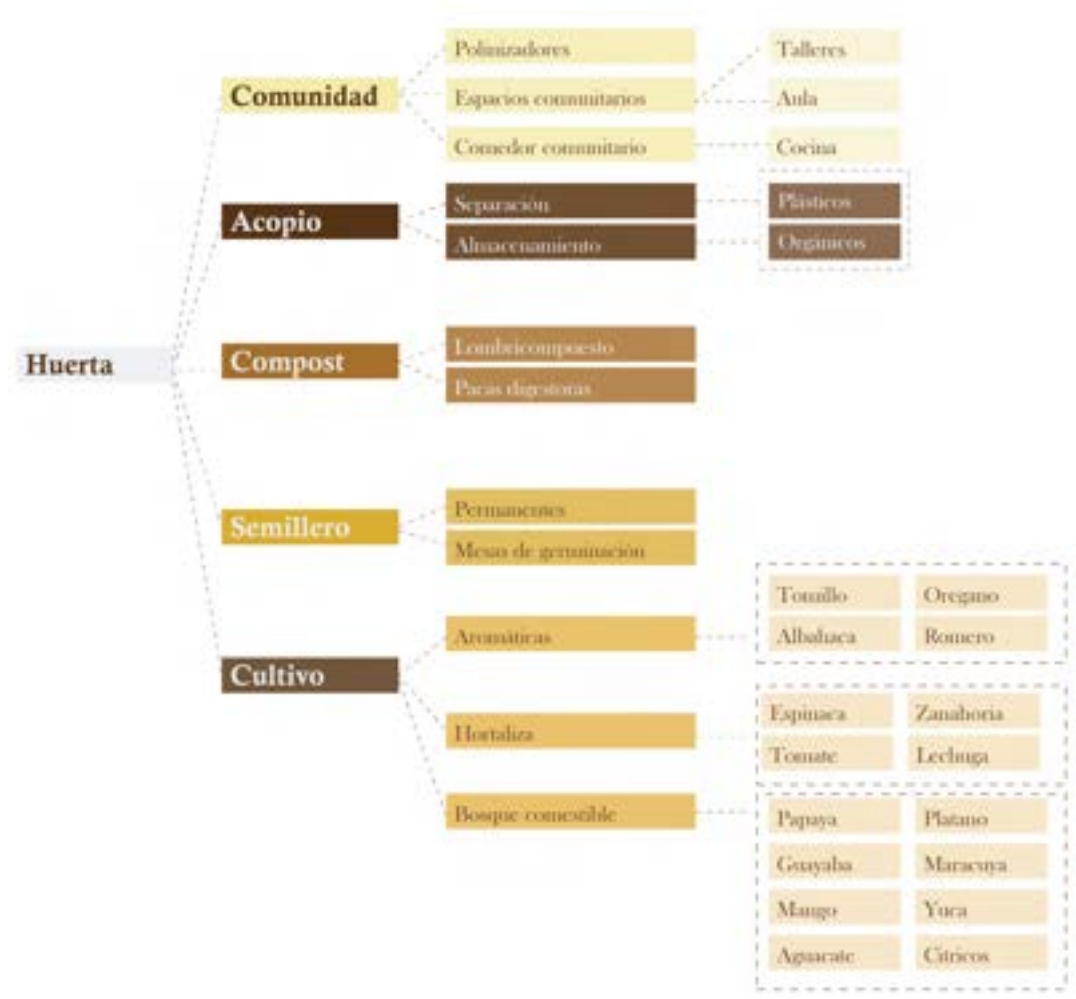 Huerta
Comunidad
Polinizadores
Espacios comunitarios
Talleres
Aula
Comedor comunitario
Cocina
Acopio
Separación
Plásticos
Almacenamiento
Orgánicos
Compost
Lombricompuesto
Pacas digestoras
Semillero
Permanentes
Mesas de germinación
Cultivo
Aromáticas
Tomillo
Oregano
Albahaca
Romero
Hortaliza
Espinaca
Zanahoria
Tomate
Lechuga
Bosque comestible
Papaya
Platano
Guayaba
Maracuya
Mango
Yuca
Aguacate
Cítricos